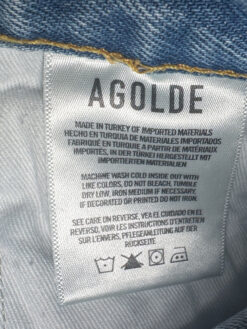 AGOLDE
MADE IN TURKEY OF IMPORTED MATERIALS
HECHO EN TURQUIA DE MATERIALES IMPORTADOS
FABRIQUÉ EN TURQUIE A PARTIR DE MATÉRIAUX
IMPORTÉS, IN DER TÜRKEI HERGESTELLT MIT
IMPORTIERTEN MATERIALIEN
MACHINE WASH COLD INSIDE OUT WITH
LIKE COLORS, DO NOT BLEACH, TUMBLE
DRY LOW, IRON MEDIUM IF NECESSARY.
IF DECORATED OR PRINTED DO NOT IRON.
SEE CARE ON REVERSE, VEA EL CUIDADO EN EL
REVERSO, VOIR LES INSTRUCTIONS D'ENTRETIEN
SUR L'ENVERS, PFLEGEANLEITUNG AUF DER
RÜCKSEITE